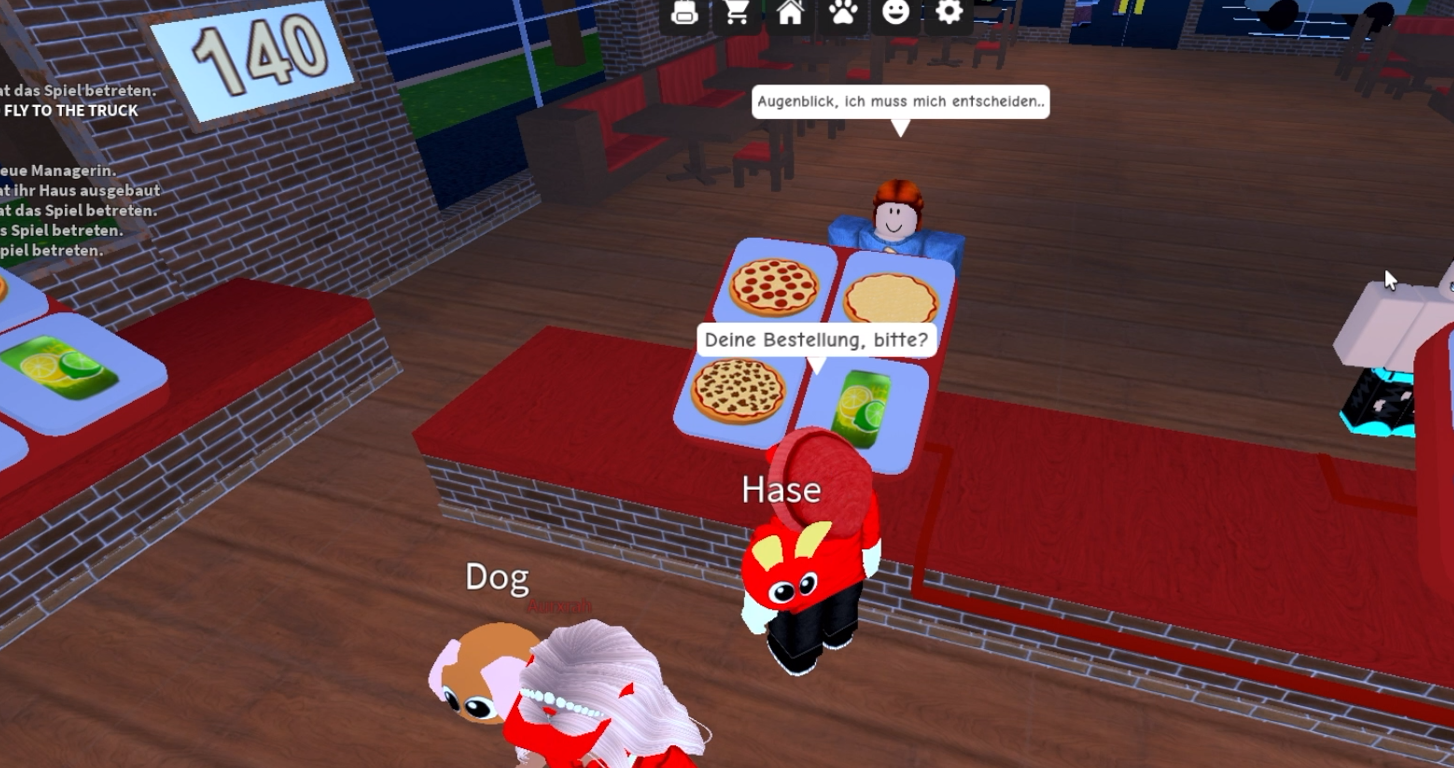 140
at das Spiel betreten.
FLY TO THE TRUCK
eue Managerin.
at ihr Haus ausgebaut
at das Spiel betreten.
s Spiel betreten.
piel betreten.
Augenblick, ich muss mich entscheiden..
Deine Bestellung, bitte?
Hase
Dog